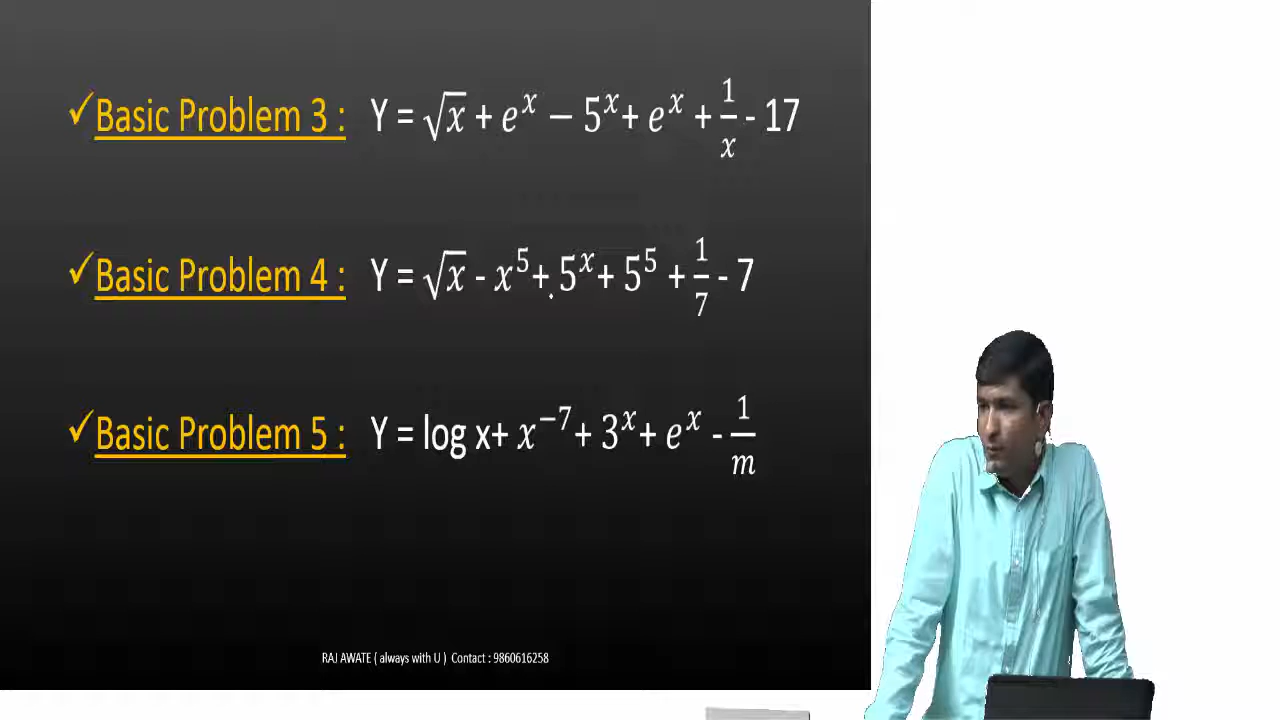 ✓Basic Problem 3 : Y = √x + e^x − 5^x+ e^x + 1/x - 17
✓Basic Problem 4 : Y = √x - x^5+ 5^x+ 5^5 + 1/7 - 7
✓Basic Problem 5 : Y = log x+ x^−7+ 3^x+ e^x - 1/m
RAJ AWATE ( always with U ) Contact : 9860616258